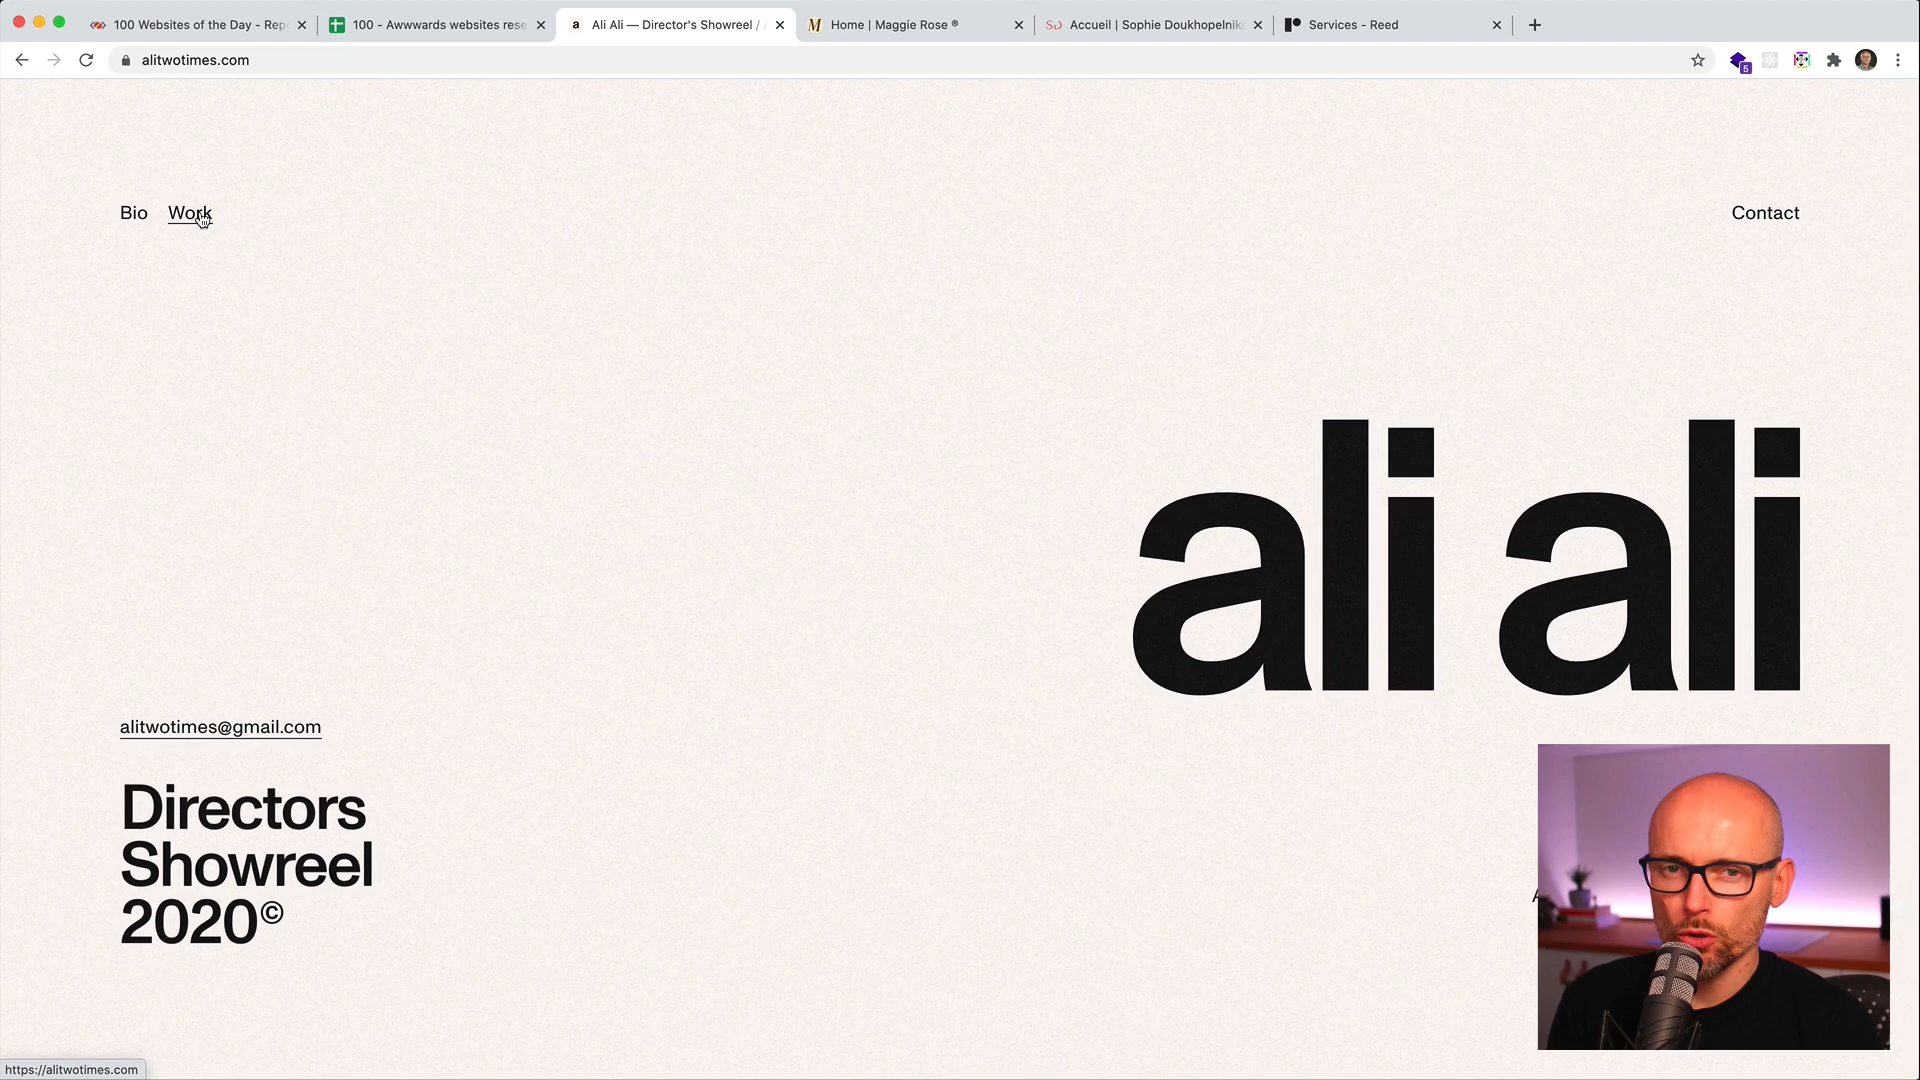 100 Websites of the Day - Rep
100 - Awwwards websites rese
a Ali Ali — Director's Showreel /
M Home | Maggie Rose ®
SD Accueil | Sophie Doukhopelnik
Services - Reed
alitwotimes.com
5
Bio Work
Contact
ali ali
alitwotimes@gmail.com
Directors
Showreel
2020©
https://alitwotimes.com